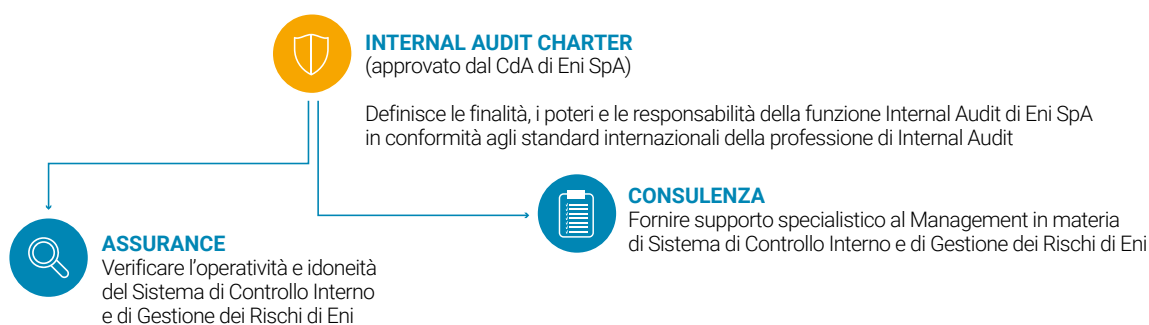 INTERNAL AUDIT CHARTER
(approvato dal CdA di Eni SpA)
Definisce le finalità, i poteri e le responsabilità della funzione Internal Audit di Eni SpA
in conformità agli standard internazionali della professione di Internal Audit
CONSULENZA
Fornire supporto specialistico al Management in materia
di Sistema di Controllo Interno e di Gestione dei Rischi di Eni
ASSURANCE
Verificare l'operatività e idoneità
del Sistema di Controllo Interno
e di Gestione dei Rischi di Eni